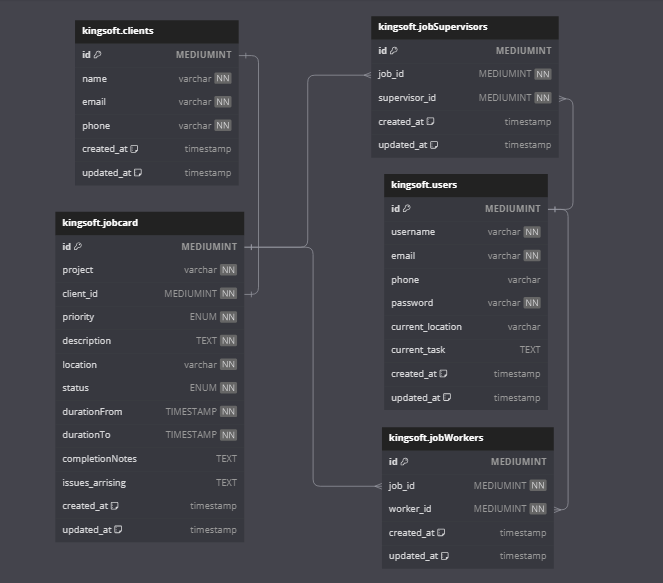 kingsoft.clients
id MEDIUMINT
name varchar NN
email varchar NN
phone varchar NN
created_at timestamp
updated_at timestamp
kingsoft.jobcard
id MEDIUMINT
project varchar NN
client_id MEDIUMINT NN
priority ENUM NN
description TEXT NN
location varchar NN
status ENUM NN
durationFrom TIMESTAMP NN
durationTo TIMESTAMP NN
completionNotes TEXT
issues_arrising TEXT
created_at timestamp
updated_at timestamp
kingsoft.jobSupervisors
id MEDIUMINT
job_id MEDIUMINT NN
supervisor_id MEDIUMINT NN
created_at timestamp
updated_at timestamp
kingsoft.users
id MEDIUMINT
username varchar NN
email varchar NN
phone varchar
password varchar NN
current_location varchar
current_task TEXT
created_at timestamp
updated_at timestamp
kingsoft.jobWorkers
id MEDIUMINT
job_id MEDIUMINT NN
worker_id MEDIUMINT NN
created_at timestamp
updated_at timestamp